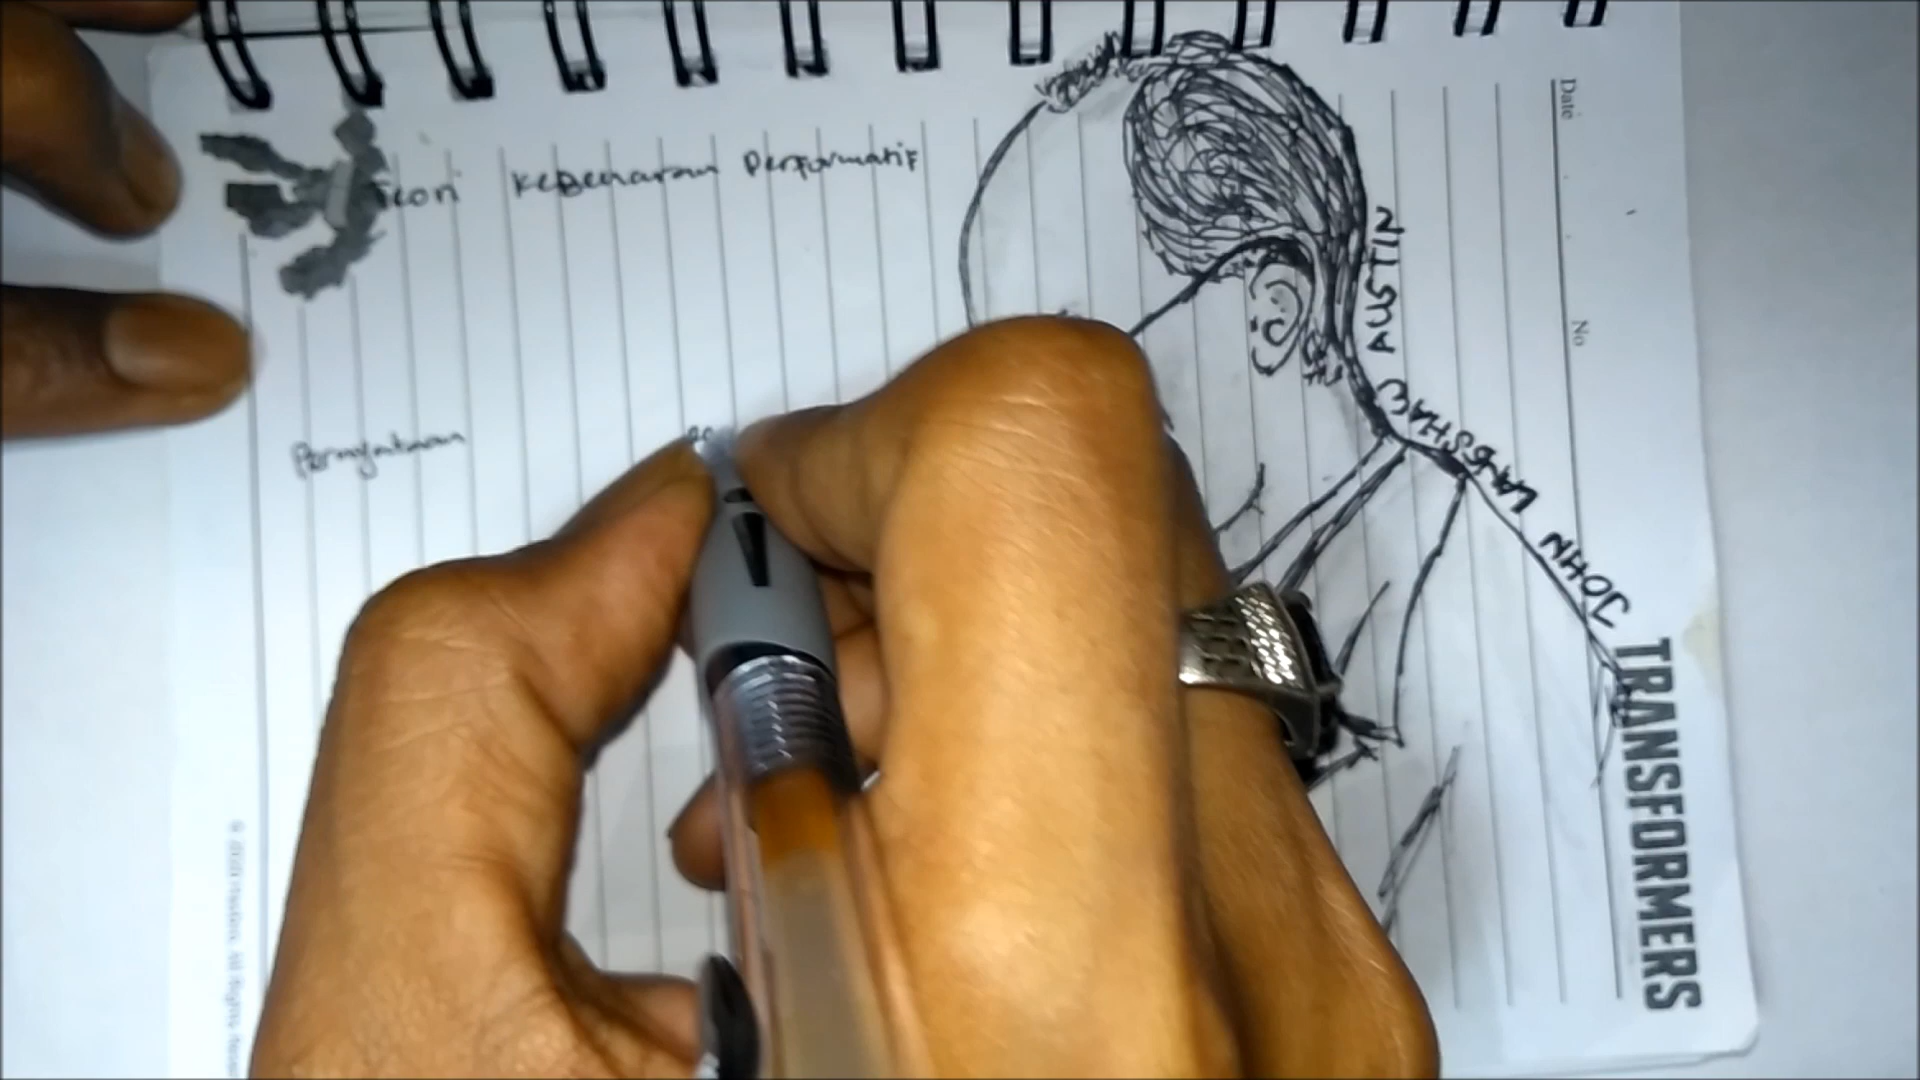 Teori Kebenaran Performatif
Pernyataan
JOHN LANGSHAW AUSTIN
TRANSFORMERS
Date
No